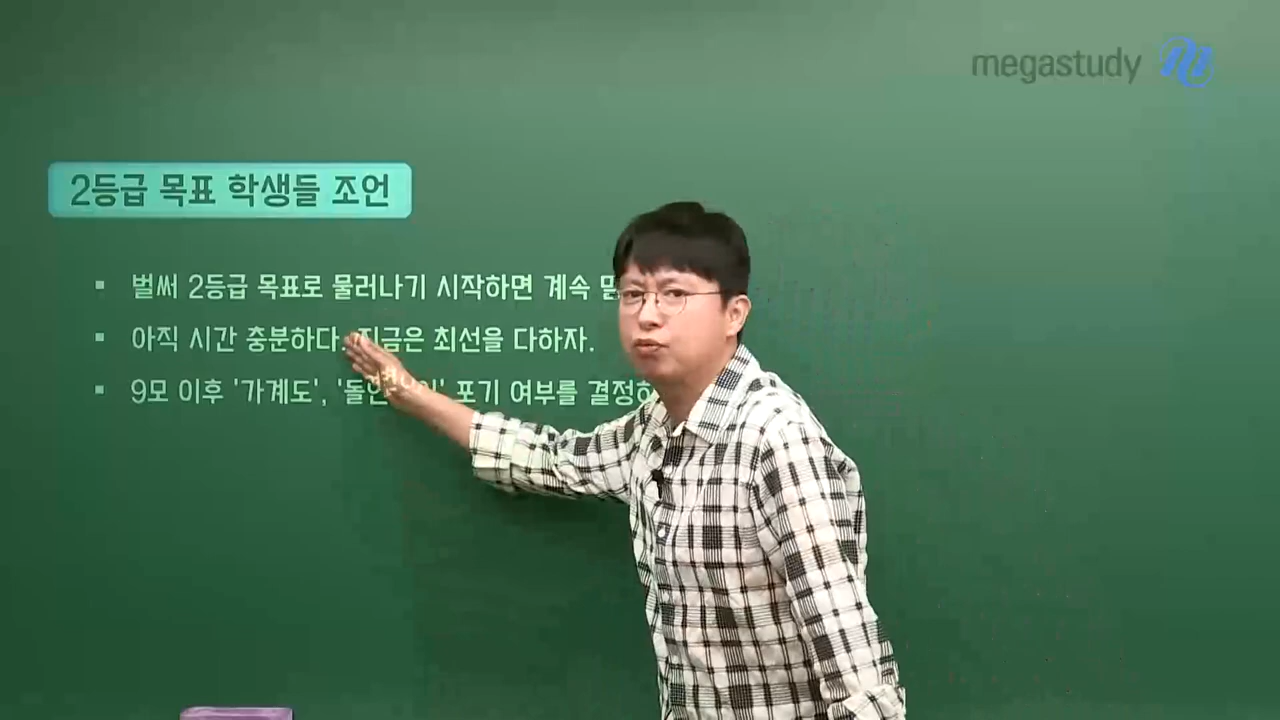 megastudy
2등급 목표 학생들 조언
벌써 2등급 목표로 물러나기 시작하면 계속
아직 시간 충분하다. 지금은 최선을 다하자.
9모 이후 '가계도', 포기 여부를